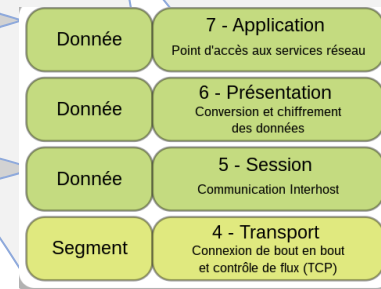 Donnée
7 - Application
Point d'accès aux services réseau
Donnée
6 - Présentation
Conversion et chiffrement
des données
Donnée
5 - Session
Communication Interhost
Segment
4 - Transport
Connexion de bout en bout
et contrôle de flux (TCP)